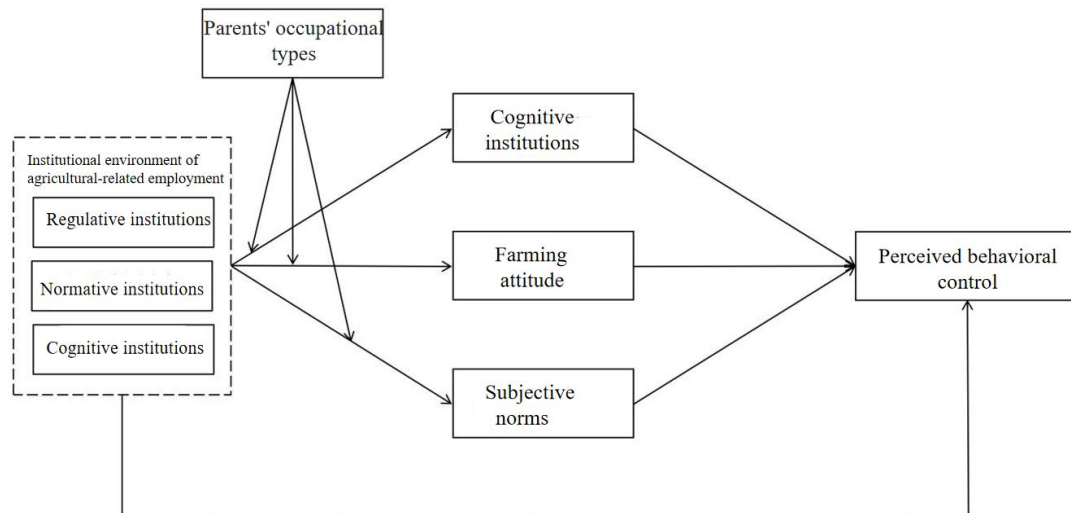 Parents' occupational
types
Institutional environment of
agricultural-related employment
Regulative institutions
Normative institutions
Cognitive institutions
Cognitive
institutions
Farming
attitude
Subjective
norms
Perceived behavioral
control